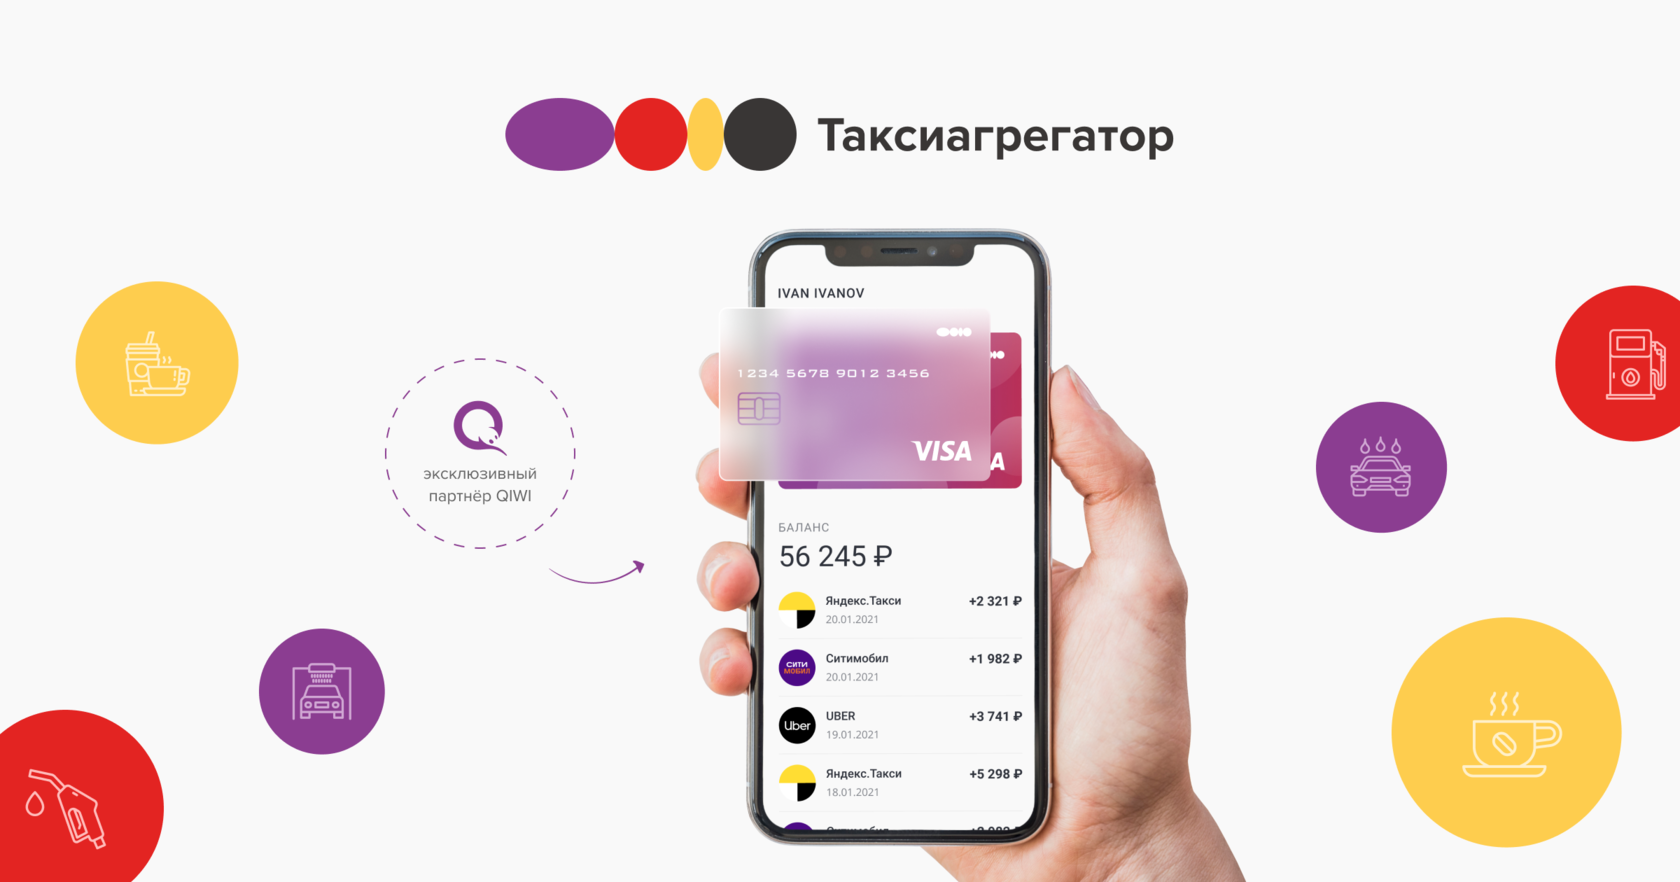 Таксиагрегатор
IVAN IVANOV
1234 5678 9012 3456
VISA
A
эксклюзивный
партнёр QIWI
БАЛАНС
56 245 ₽
Яндекс.Такси +2 321 ₽
20.01.2021
СИТИ
МОБИЛ
Ситимобил +1 982 ₽
20.01.2021
Uber
UBER +3 741 ₽
19.01.2021
Яндекс.Такси +5 298 ₽
18.01.2021